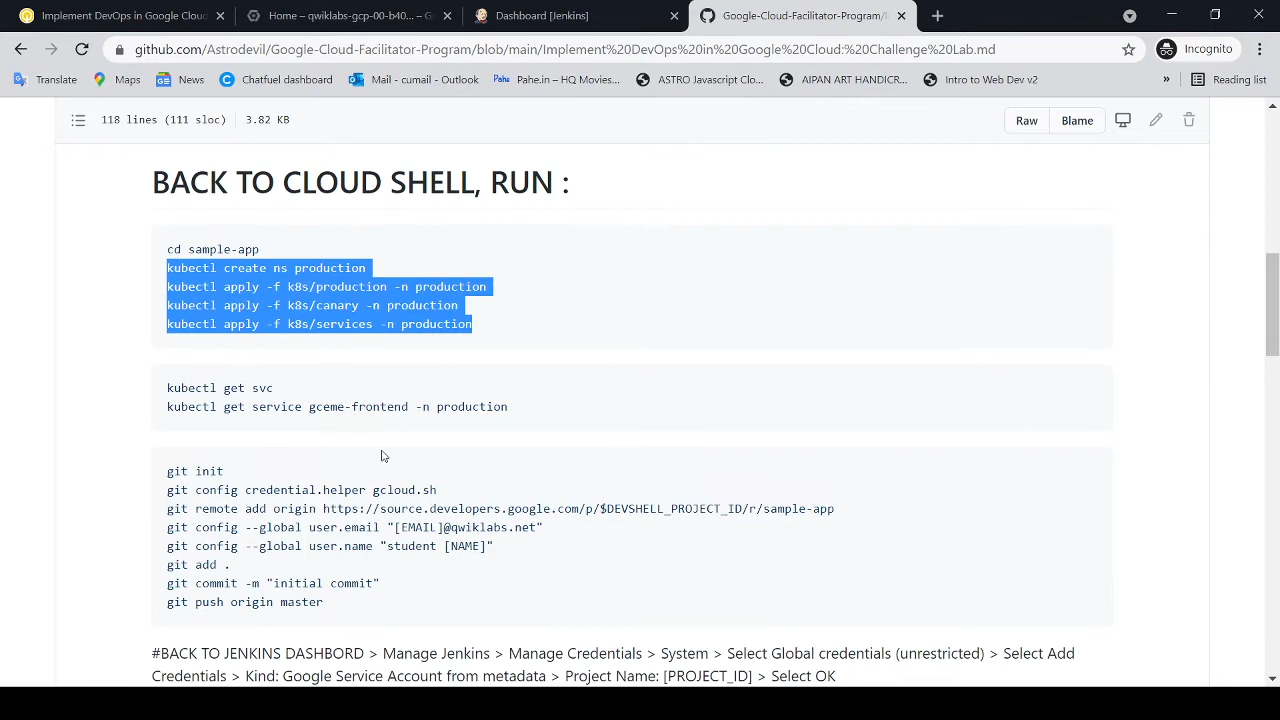 Implement DevOps in Google Cloud
Home – qwiklabs-gcp-00-b40... – G
Dashboard [Jenkins]
Google-Cloud-Facilitator-Program/I
github.com/Astrodevil/Google-Cloud-Facilitator-Program/blob/main/Implement%20DevOps%20in%20Google%20Cloud:%20Challenge%20Lab.md
Incognito
Translate
Maps
News
Chatfuel dashboard
Mail - cumail - Outlook
Pahe.in – HQ Movies...
ASTRO Javascript Clo...
AIPAN ART HANDICR...
Intro to Web Dev v2
»
Reading list
118 lines (111 sloc)
3.82 KB
Raw
Blame
BACK TO CLOUD SHELL, RUN :
cd sample-app
kubectl create ns production
kubectl apply -f k8s/production -n production
kubectl apply -f k8s/canary -n production
kubectl apply -f k8s/services -n production
kubectl get svc
kubectl get service gceme-frontend -n production
git init
git config credential.helper gcloud.sh
git remote add origin https://source.developers.google.com/p/$DEVSHELL_PROJECT_ID/r/sample-app
git config --global user.email "[EMAIL]@qwiklabs.net"
git config --global user.name "student [NAME]"
git add .
git commit -m "initial commit"
git push origin master
#BACK TO JENKINS DASHBORD > Manage Jenkins > Manage Credentials > System > Select Global credentials (unrestricted) > Select Add
Credentials > Kind: Google Service Account from metadata > Project Name: [PROJECT_ID] > Select OK